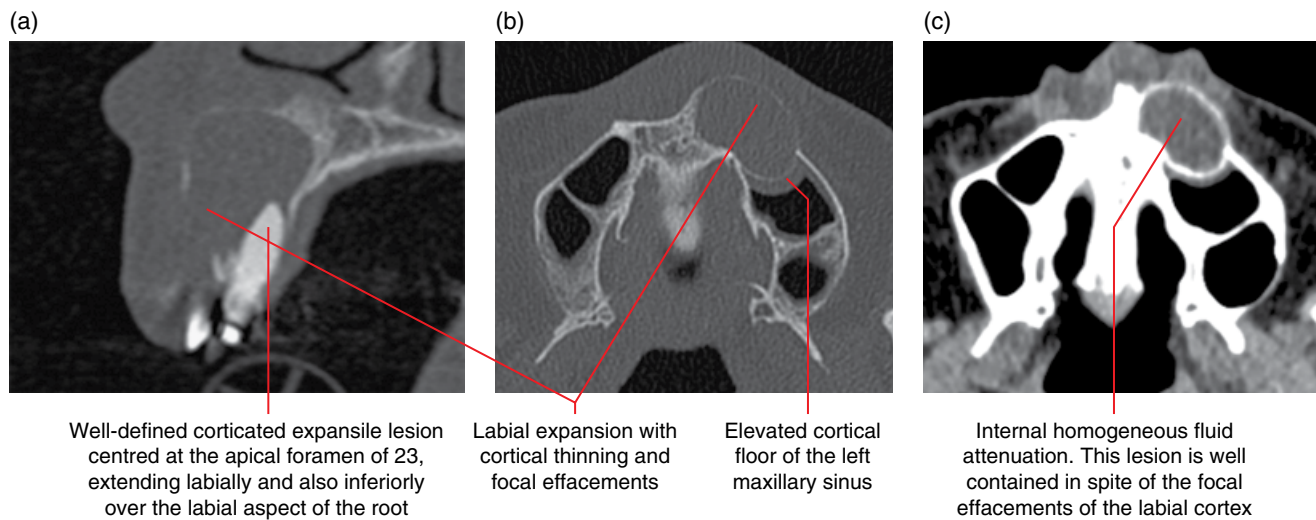 (a)
(b)
(c)
Well-defined corticated expansile lesion
centred at the apical foramen of 23,
extending labially and also inferiorly
over the labial aspect of the root
Labial expansion with
cortical thinning and
focal effacements
Elevated cortical
floor of the left
maxillary sinus
Internal homogeneous fluid
attenuation. This lesion is well
contained in spite of the focal
effacements of the labial cortex